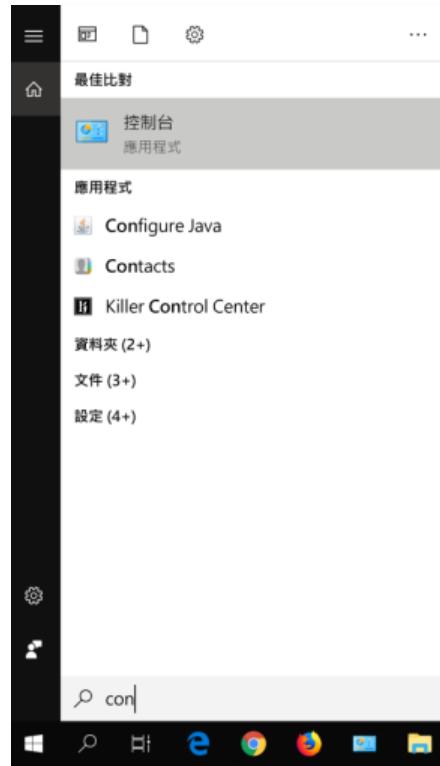 最佳比對
控制台
應用程式
應用程式
Configure Java
Contacts
Killer Control Center
資料夾 (2+)
文件 (3+)
設定 (4+)
con